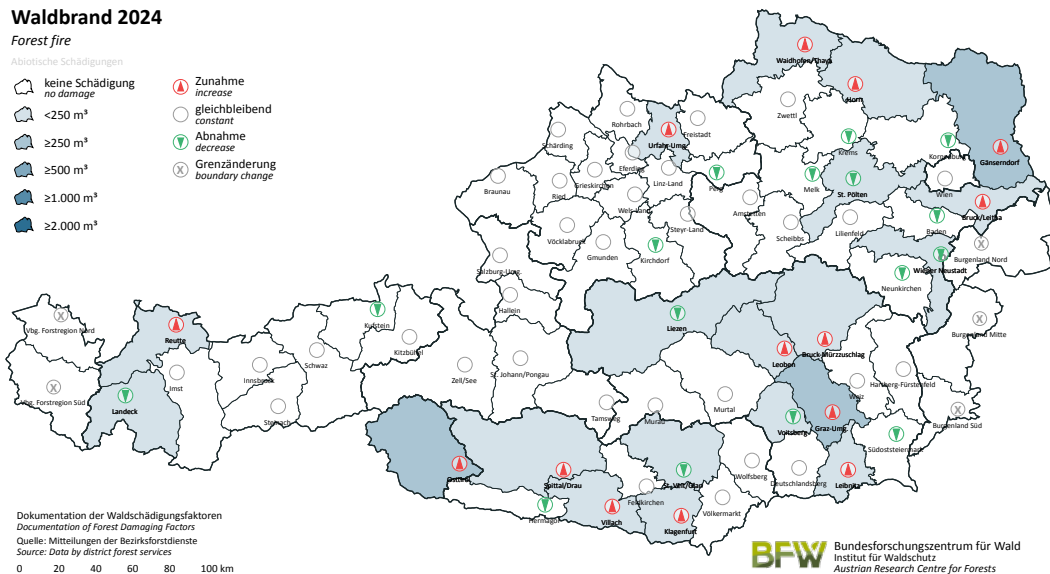 Waldbrand 2024
Forest fire
Abiotische Schädigungen
keine Schädigung
no damage
<250 m³
≥250 m³
≥500 m³
≥1.000 m³
≥2.000 m³
Zunahme
increase
gleichbleibend
constant
Abnahme
decrease
Grenzänderung
boundary change
X
Waidhofen/Thaya
Horn
Zwettl
Rohrbach
Freistadt
Schärding
Urfahr-Umg.
Krems
Korneuburg
Gänserndorf
Eferding
Grieskirchen
Linz-Land
Perg
Melk
St. Pölten
Wien
Braunau
Ried
Wels-Land
Amstetten
Bruck/Leitha
Steyr-Land
Scheibbs
Lilienfeld
Baden
Vöcklabruck
Gmunden
Kirchdorf
X
Burgenland Nord
Salzburg-Umg.
Wiener Neustadt
Neunkirchen
Hallein
X
Vbg. Forstregion Nord
Reutte
Kufstein
Liezen
X
Burgenland Mitte
Kitzbühel
Bruck-Mürzzuschlag
Schwaz
Leoben
Innsbruck
Zell/See
St. Johann/Pongau
Imst
Hartberg-Fürstenfeld
X
Vbg. Forstregion Süd
Landeck
Weiz
Steinach
Tamsweg
Murau
Murtal
Voitsberg
Graz-Umg.
X
Burgenland Süd
Südoststeiermark
Osttirol
Spittal/Drau
St. Veit/Glan
Wolfsberg
Deutschlandsberg
Leibnitz
Feldkirchen
Hermagor
Villach
Klagenfurt
Völkermarkt
Dokumentation der Waldschädigungsfaktoren
Documentation of Forest Damaging Factors
Quelle: Mitteilungen der Bezirksforstdienste
Source: Data by district forest services
0 20 40 60 80 100 km
BFW
Bundesforschungszentrum für Wald
Institut für Waldschutz
Austrian Research Centre for Forests